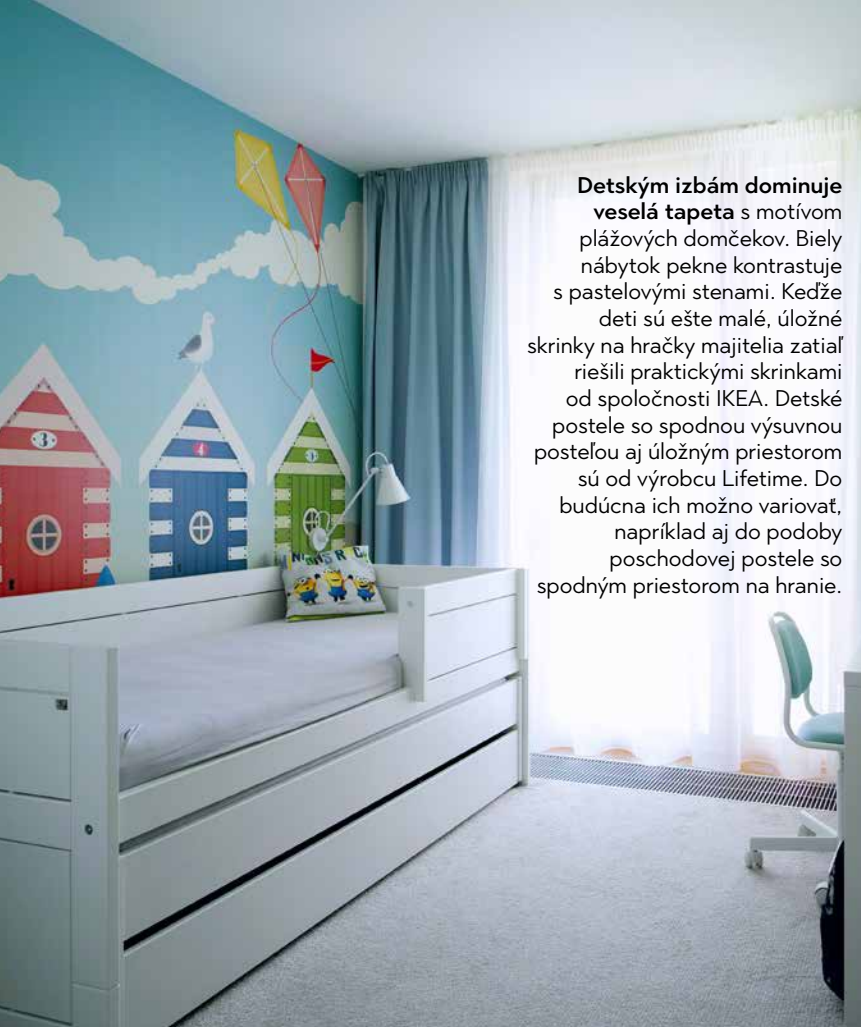 Detským izbám dominuje
veselá tapeta s motívom
plážových domčekov. Biely
nábytok pekne kontrastuje
s pastelovými stenami. Keďže
deti sú ešte malé, úložné
skrinky na hračky majitelia zatiaľ
riešili praktickými skrinkami
od spoločnosti IKEA. Detské
postele so spodnou výsuvnou
posteľou aj úložným priestorom
sú od výrobcu Lifetime. Do
budúcna ich možno variovať,
napríklad aj do podoby
poschodovej postele so
spodným priestorom na hranie.
3
4